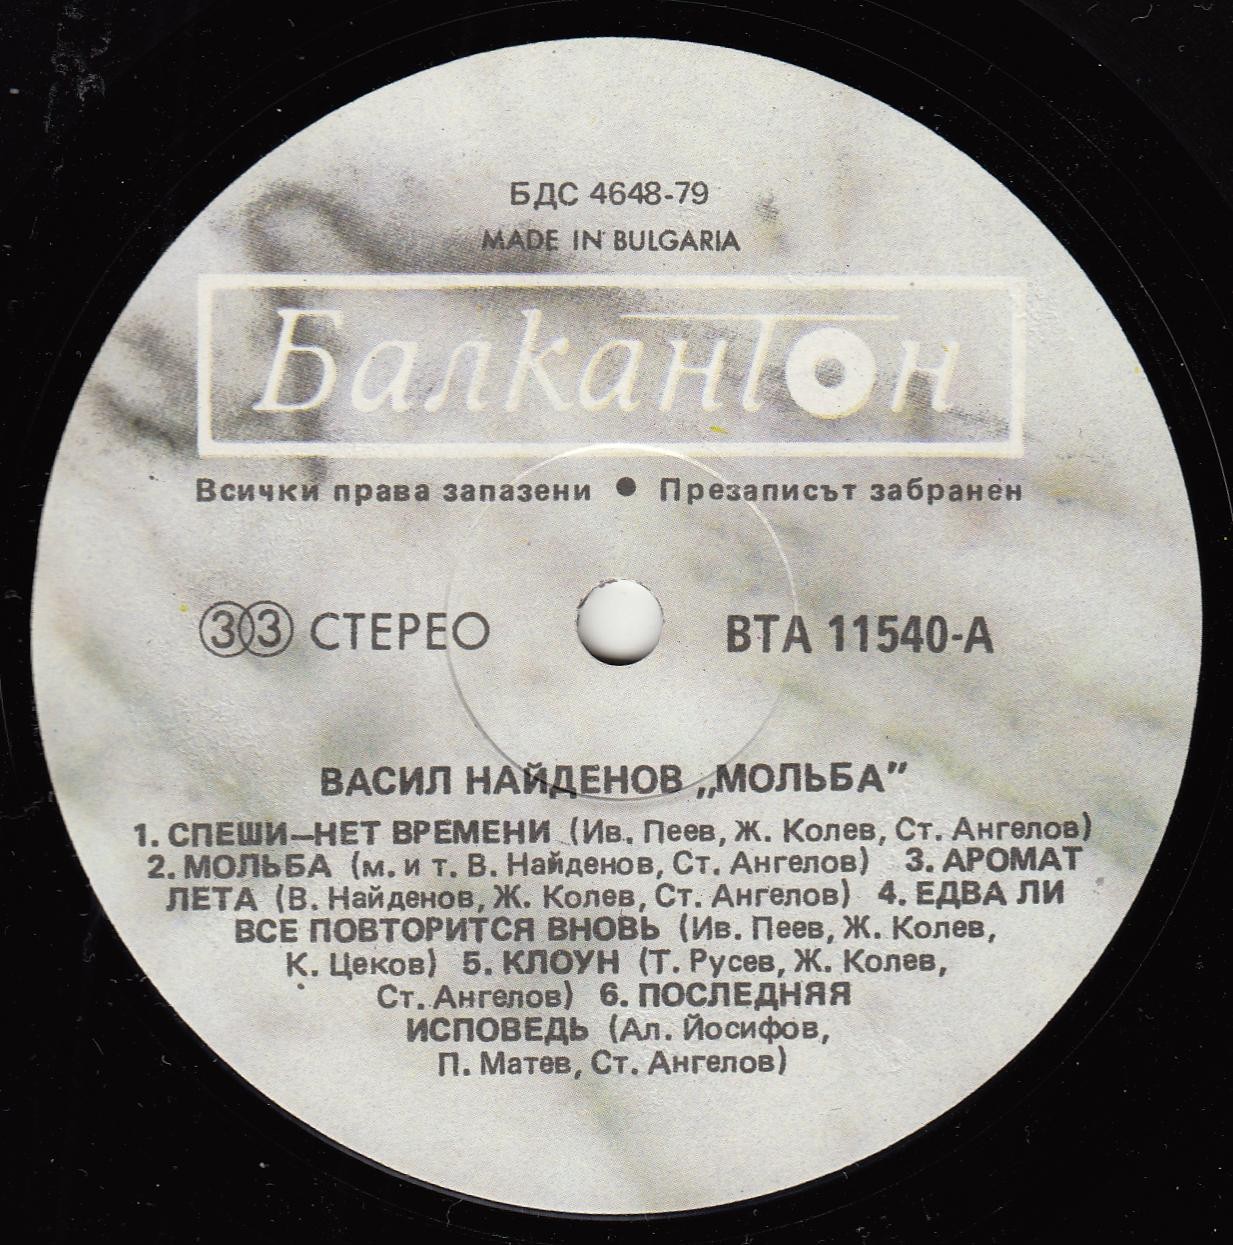 БДС 4648-79
MADE IN BULGARIA
Балкантон
Всички права запазени ● Презаписът забранен
33 СТЕРЕО ВТА 11540-А
ВАСИЛ НАЙДЕНОВ „МОЛЬБА”
1. СПЕШИ—НЕТ ВРЕМЕНИ (Ив. Пеев, Ж. Колев, Ст. Ангелов)
2. МОЛЬБА (м. и т. В. Найденов, Ст. Ангелов) 3. АРОМАТ
ЛЕТА (В. Найденов, Ж. Колев, Ст. Ангелов) 4. ЕДВА ЛИ
ВСЕ ПОВТОРИТСЯ ВНОВЬ (Ив. Пеев, Ж. Колев,
К. Цеков) 5. КЛОУН (Т. Русев, Ж. Колев,
Ст. Ангелов) 6. ПОСЛЕДНЯЯ
ИСПОВЕДЬ (Ал. Йосифов,
П. Матев, Ст. Ангелов)